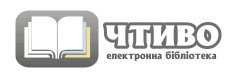 ЧТИВО
електронна бібліотека